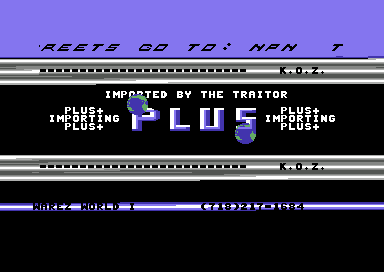 REETS GO TO: NPN T
K.O.Z.
IMPORTED BY THE TRAITOR
PLUS+ PLUS+
IMPORTING PLUS IMPORTING
PLUS+ PLUS+
K.O.Z.
WAREZ WORLD I (718)217-1684